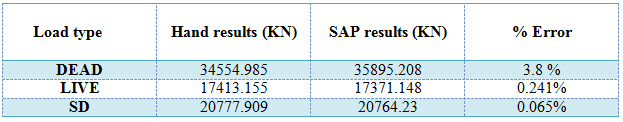 Load type Hand results (KN) SAP results (KN) % Error
DEAD 34554.985 35895.208 3.8 %
LIVE 17413.155 17371.148 0.241%
SD 20777.909 20764.23 0.065%